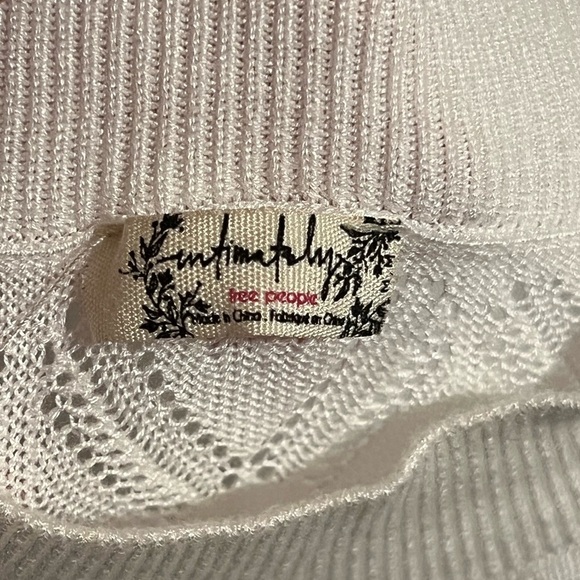 intimately
free people
Made in China . Fabriqué en Chine
M